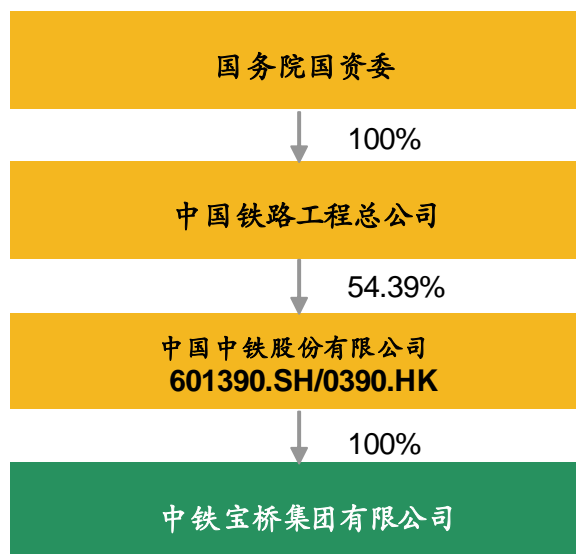 国务院国资委
100%
中国铁路工程总公司
54.39%
中国中铁股份有限公司
601390.SH/0390.HK
100%
中铁宝桥集团有限公司